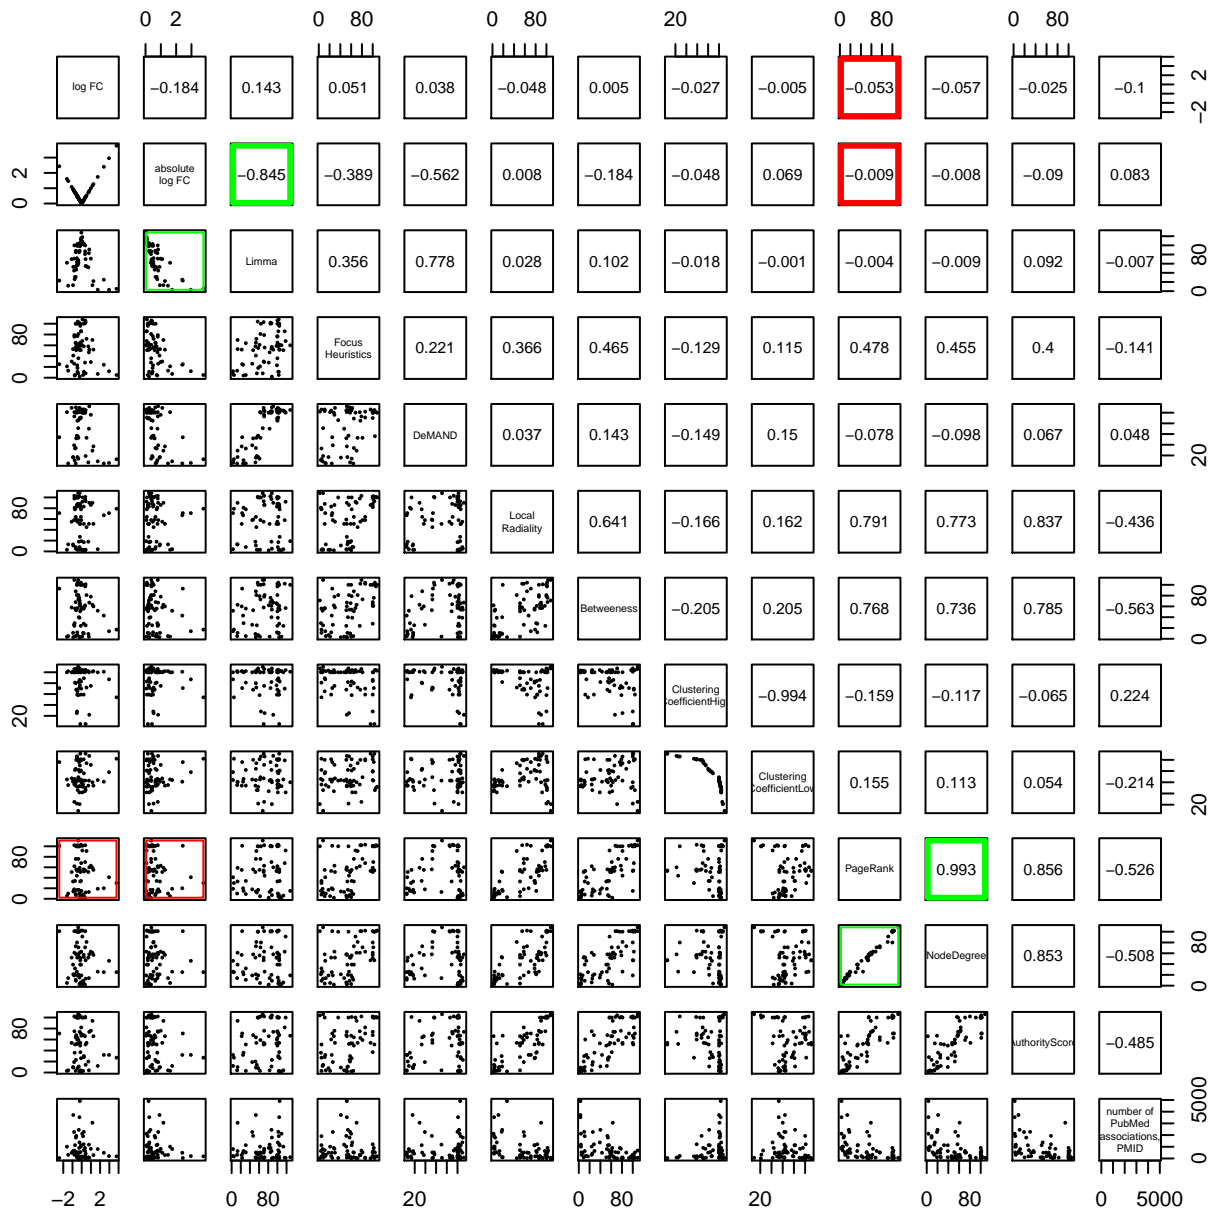 0 2 0 80 0 80 20 0 80 0 80
log FC −0.184 0.143 0.051 0.038 −0.048 0.005 −0.027 −0.005 −0.053 −0.057 −0.025 −0.1 −2 2
0 2 absolute
log FC −0.845 −0.389 −0.562 0.008 −0.184 −0.048 0.069 −0.009 −0.008 −0.09 0.083
Limma 0.356 0.778 0.028 0.102 −0.018 −0.001 −0.004 −0.009 0.092 −0.007 0 80
0 80 Focus
Heuristics 0.221 0.366 0.465 −0.129 0.115 0.478 0.455 0.4 −0.141
DeMAND 0.037 0.143 −0.149 0.15 −0.078 −0.098 0.067 0.048 20
0 80 Local
Radiality 0.641 −0.166 0.162 0.791 0.773 0.837 −0.436
Betweeness −0.205 0.205 0.768 0.736 0.785 −0.563 0 80
20 Clustering
CoefficientHig −0.994 −0.159 −0.117 −0.065 0.224
Clustering
CoefficientLow 0.155 0.113 0.054 −0.214 20
0 80 PageRank 0.993 0.856 −0.526
NodeDegree 0.853 −0.508 0 80
0 80 AuthorityScore −0.485
number of
PubMed
associations,
PMID 0 5000
−2 2 0 80 20 0 80 20 0 80 0 5000